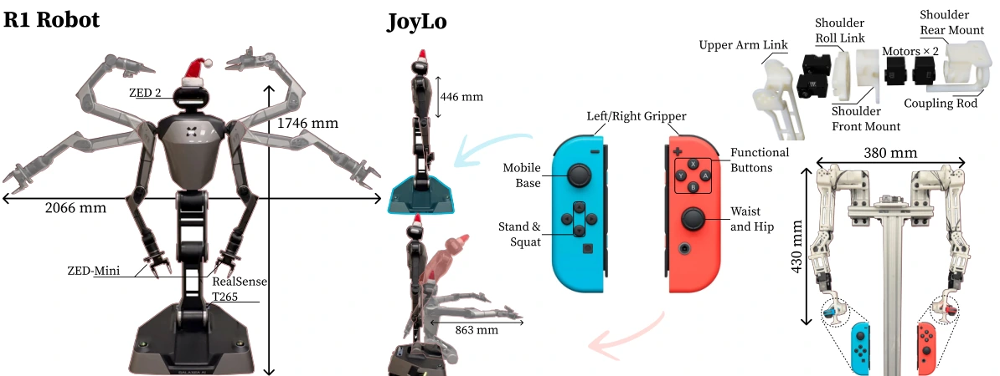 R1 Robot
ZED 2
1746 mm
2066 mm
ZED-Mini
RealSense
T265
GALAXEA AI
JoyLo
446 mm
863 mm
Left/Right Gripper
Mobile
Base
Stand &
Squat
X
Y
A
B
Functional
Buttons
Waist
and Hip
Upper Arm Link
Shoulder
Roll Link
Motors × 2
Shoulder
Rear Mount
Shoulder
Front Mount
Coupling Rod
380 mm
430 mm